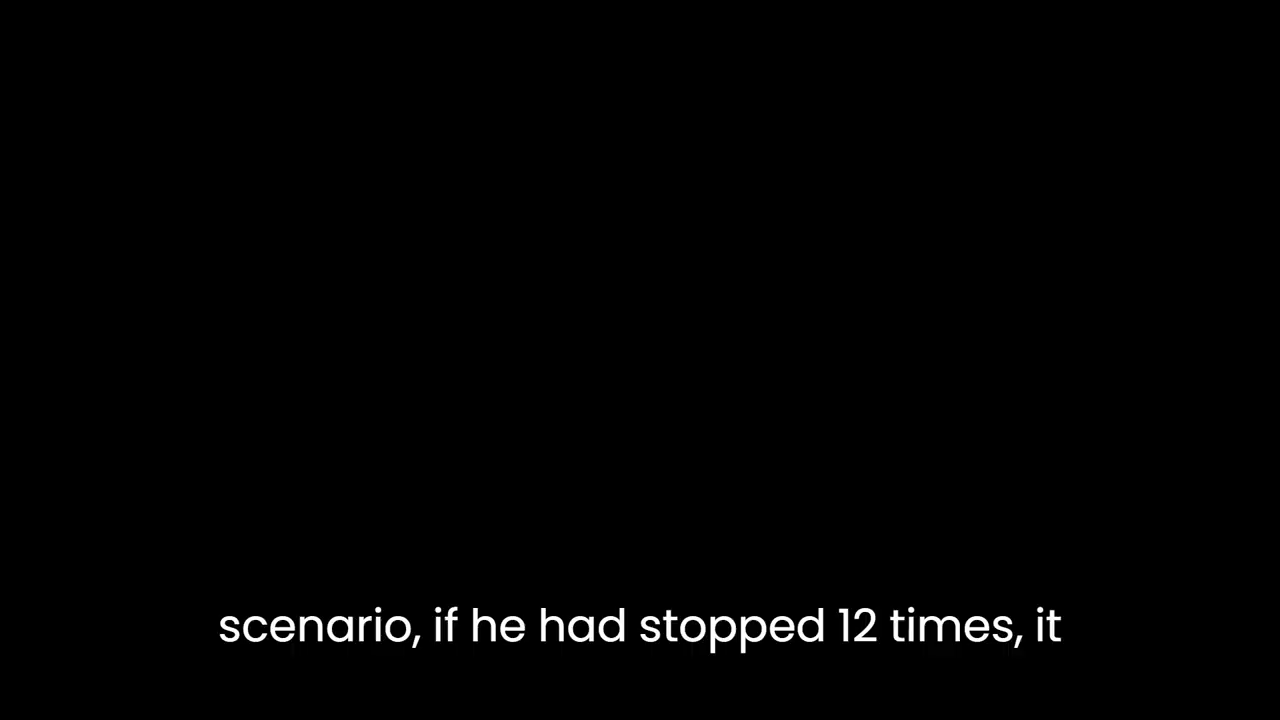 scenario, if he had stopped 12 times, it